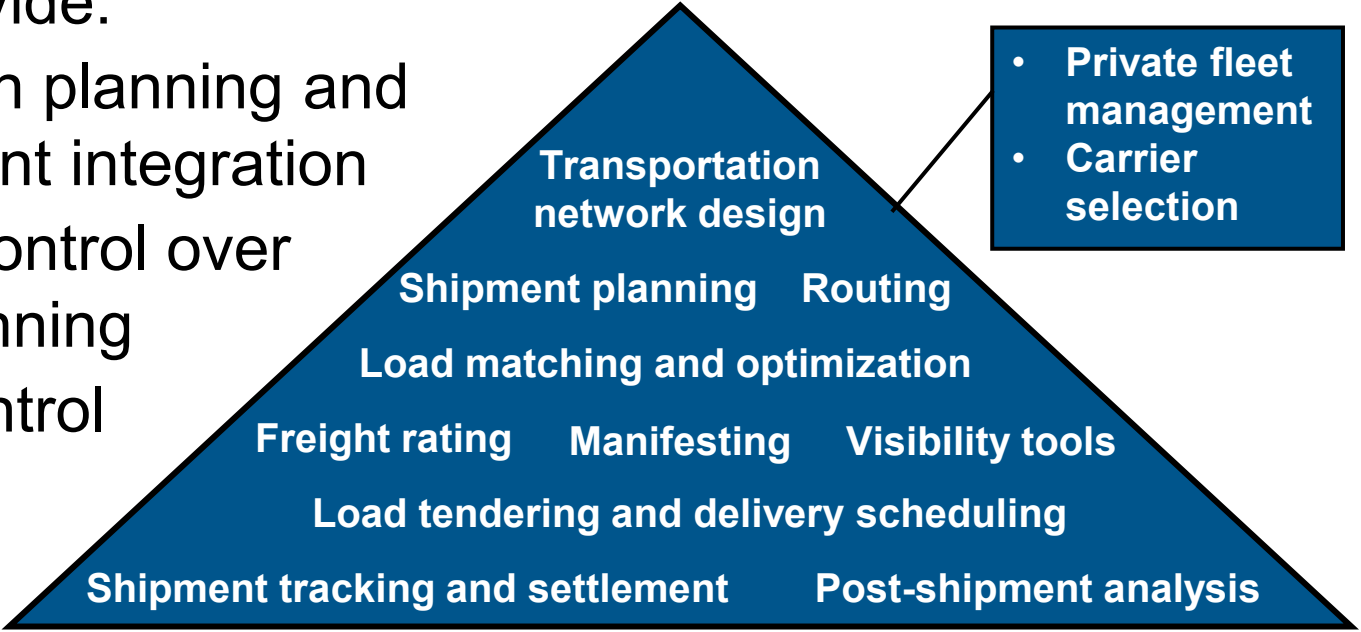 vide:
n planning and
nt integration
ontrol over
nning
ntrol
• Private fleet
management
• Carrier
selection
Transportation
network design
Shipment planning Routing
Load matching and optimization
Freight rating Manifesting Visibility tools
Load tendering and delivery scheduling
Shipment tracking and settlement Post-shipment analysis